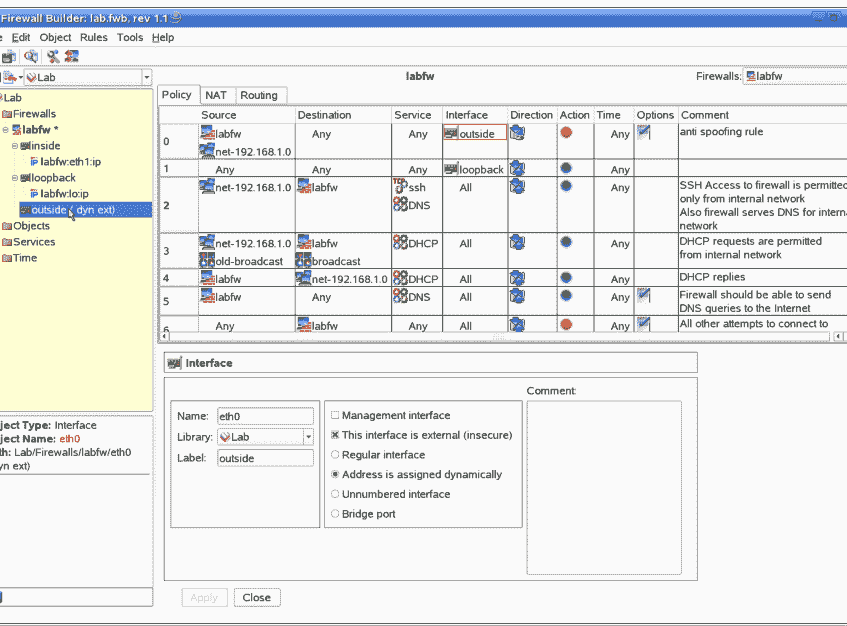 Firewall Builder: lab.fwb, rev 1.1
Edit Object Rules Tools Help
Lab
labfw
Firewalls: labfw
Lab
Firewalls
labfw *
inside
labfw:eth1:ip
loopback
labfw:lo:ip
outside ( dyn ext)
Objects
Services
Time
Policy NAT Routing
Source Destination Service Interface Direction Action Time Options Comment
0 labfw Any Any outside Any anti spoofing rule
net-192.168.1.0
1 Any Any Any loopback Any
2 net-192.168.1.0 labfw ssh All Any SSH Access to firewall is permitted
DNS only from internal network
Also firewall serves DNS for intern
network
3 net-192.168.1.0 labfw DHCP All Any DHCP requests are permitted
old-broadcast broadcast from internal network
4 labfw net-192.168.1.0 DHCP All Any DHCP replies
5 labfw Any DNS All Any Firewall should be able to send
DNS queries to the Internet
6 Any labfw Any All Any All other attempts to connect to
ject Type: Interface
ject Name: eth0
th: Lab/Firewalls/labfw/eth0
yn ext)
Interface
Name: eth0
Library: Lab
Label: outside
Management interface
This interface is external (insecure)
Regular interface
Address is assigned dynamically
Unnumbered interface
Bridge port
Comment:
Apply Close